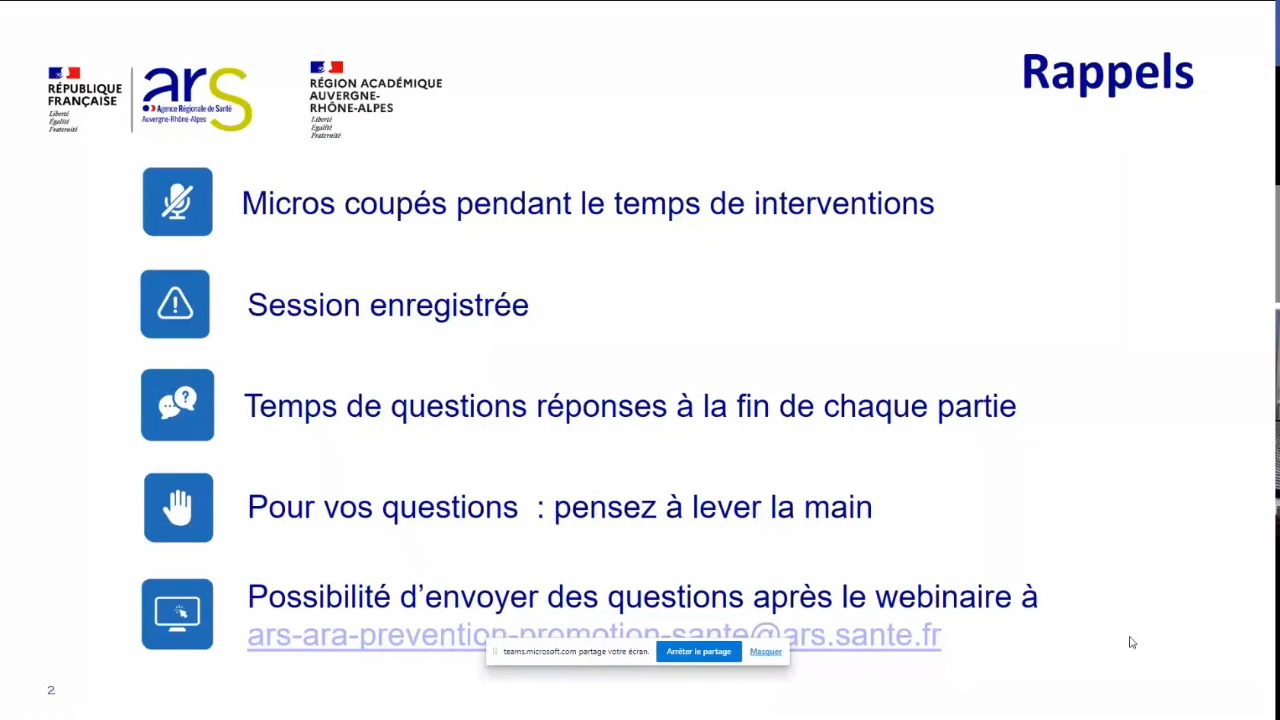 Rappels
RÉPUBLIQUE
FRANÇAISE
Liberté
Égalité
Fraternité
ars
Agence Régionale de Santé
Auvergne-Rhône-Alpes
RÉGION ACADÉMIQUE
AUVERGNE-
RHÔNE-ALPES
Liberté
Égalité
Fraternité
Micros coupés pendant le temps de interventions
Session enregistrée
Temps de questions réponses à la fin de chaque partie
Pour vos questions : pensez à lever la main
Possibilité d’envoyer des questions après le webinaire à
ars-ara-prevention-promotion-sante@ars.sante.fr
teams.microsoft.com partage votre écran. Arrêter le partage Masquer
2